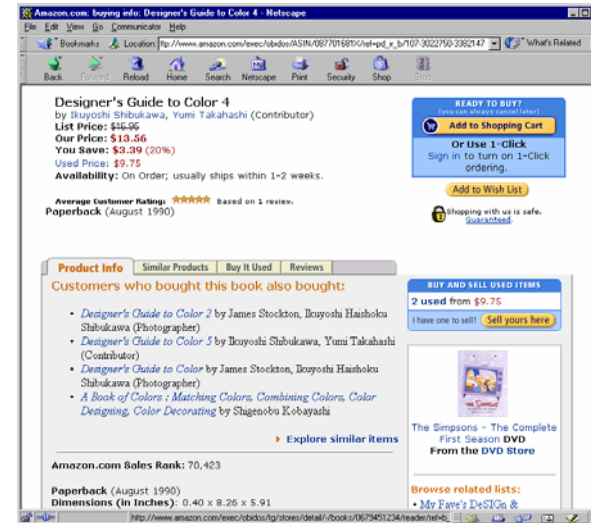 Amazon.com: buying info: Designer's Guide to Color 4 - Netscape
File Edit View Go Communicator Help
Bookmarks Location: http://www.amazon.com/exec/obidos/ASIN/087701681X/ref=pd_ir_b/107-3022750-3382147 What's Related
Back Forward Reload Home Search Netscape Print Security Shop Stop
Designer's Guide to Color 4
by Ikuyoshi Shibukawa, Yumi Takahashi (Contributor)
List Price: $16.95
Our Price: $13.56
You Save: $3.39 (20%)
Used Price: $9.75
Availability: On Order; usually ships within 1-2 weeks.
Average Customer Rating: Based on 1 review.
Paperback (August 1990)
READY TO BUY?
(you can always cancel later)
Add to Shopping Cart
Or Use 1-Click
Sign in to turn on 1-Click
ordering.
Add to Wish List
Shopping with us is safe.
Guaranteed.
Product Info Similar Products Buy It Used Reviews
Customers who bought this book also bought:
• Designer's Guide to Color 2 by James Stockton, Ikuyoshi Haishoku
Shibukawa (Photographer)
• Designer's Guide to Color 5 by Ikuyoshi Shibukawa, Yumi Takahashi
(Contributor)
• Designer's Guide to Color by James Stockton, Ikuyoshi Haishoku
Shibukawa (Photographer)
• A Book of Colors : Matching Colors, Combining Colors, Color
Designing, Color Decorating by Shigenobu Kobayashi
Explore similar items
Amazon.com Sales Rank: 70,423
Paperback (August 1990)
Dimensions (in Inches): 0.40 x 8.26 x 5.91
BUY AND SELL USED ITEMS
2 used from $9.75
I have one to sell! Sell yours here
The Simpsons - The Complete
First Season DVD
From the DVD Store
Browse related lists:
• My Fave's DeSIGn &
http://www.amazon.com/exec/obidos/tg/stores/detail/-/books/0679451234/reader/ref=b_